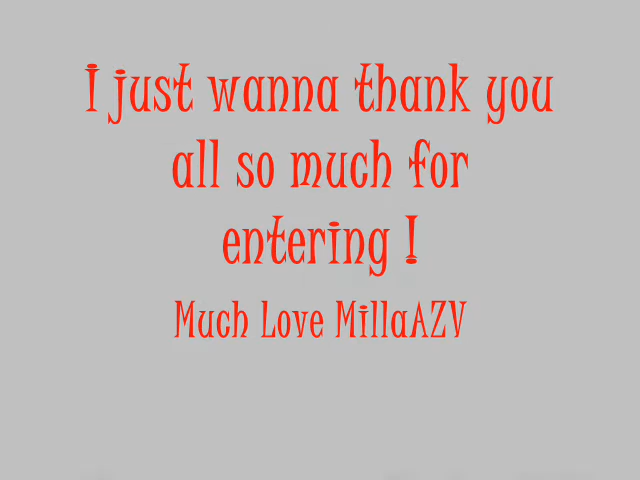 I just wanna thank you
all so much for
entering !
Much Love MillaAZV